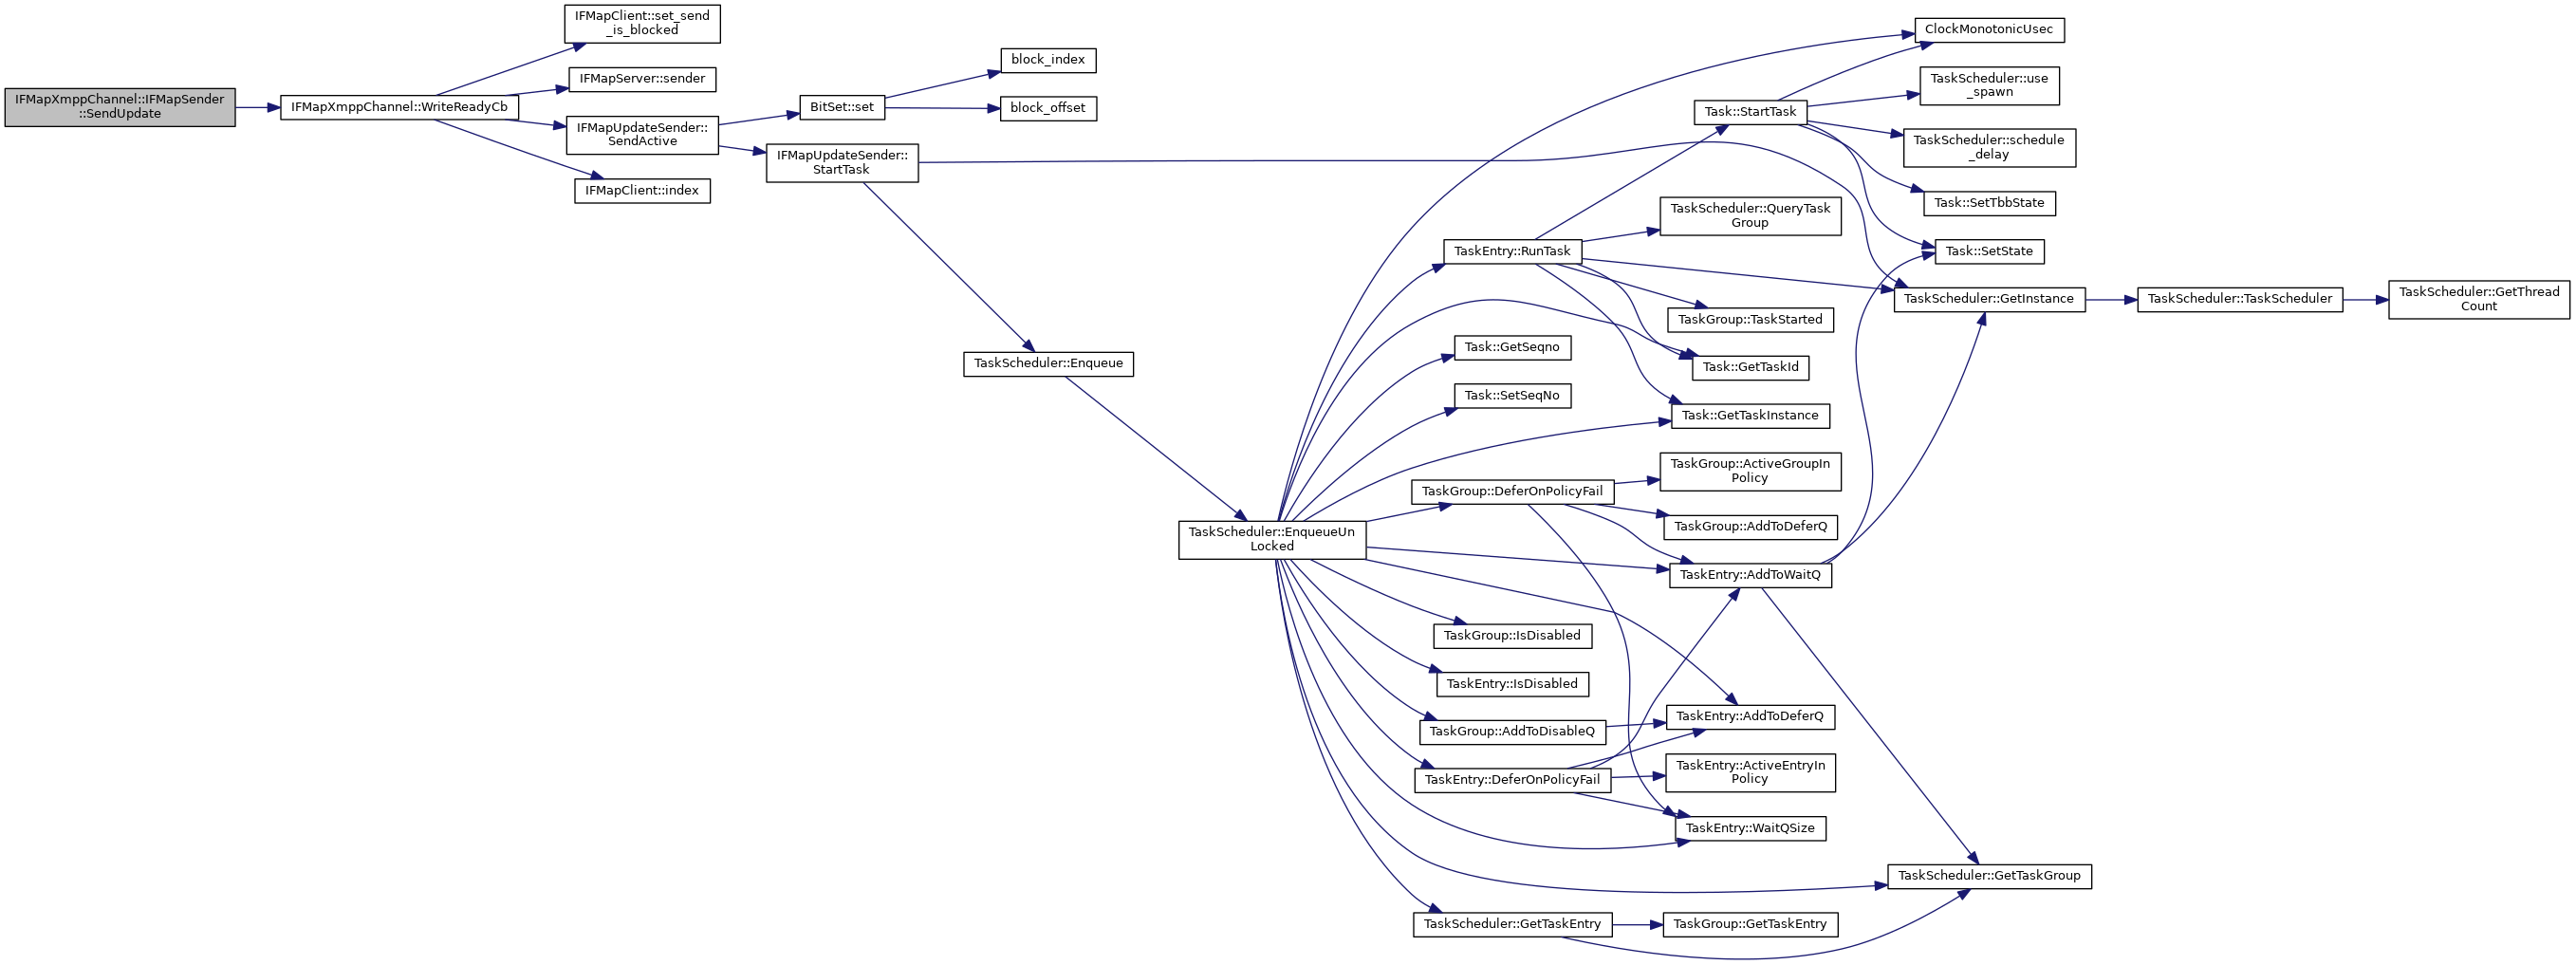 IFMapXmppChannel::IFMapSender
::SendUpdate
IFMapXmppChannel::WriteReadyCb
IFMapClient::set_send
_is_blocked
IFMapServer::sender
IFMapUpdateSender::
SendActive
IFMapClient::index
BitSet::set
IFMapUpdateSender::
StartTask
block_index
block_offset
TaskScheduler::Enqueue
TaskScheduler::EnqueueUn
Locked
TaskEntry::RunTask
Task::GetSeqno
Task::SetSeqNo
TaskGroup::DeferOnPolicyFail
TaskGroup::IsDisabled
TaskEntry::IsDisabled
TaskGroup::AddToDisableQ
TaskEntry::DeferOnPolicyFail
TaskScheduler::GetTaskEntry
Task::StartTask
TaskScheduler::QueryTask
Group
TaskGroup::TaskStarted
Task::GetTaskId
Task::GetTaskInstance
TaskGroup::ActiveGroupIn
Policy
TaskGroup::AddToDeferQ
TaskEntry::AddToWaitQ
TaskEntry::AddToDeferQ
TaskEntry::ActiveEntryIn
Policy
TaskEntry::WaitQSize
TaskGroup::GetTaskEntry
ClockMonotonicUsec
TaskScheduler::use
_spawn
TaskScheduler::schedule
_delay
Task::SetTbbState
Task::SetState
TaskScheduler::GetInstance
TaskScheduler::GetTaskGroup
TaskScheduler::TaskScheduler
TaskScheduler::GetThread
Count